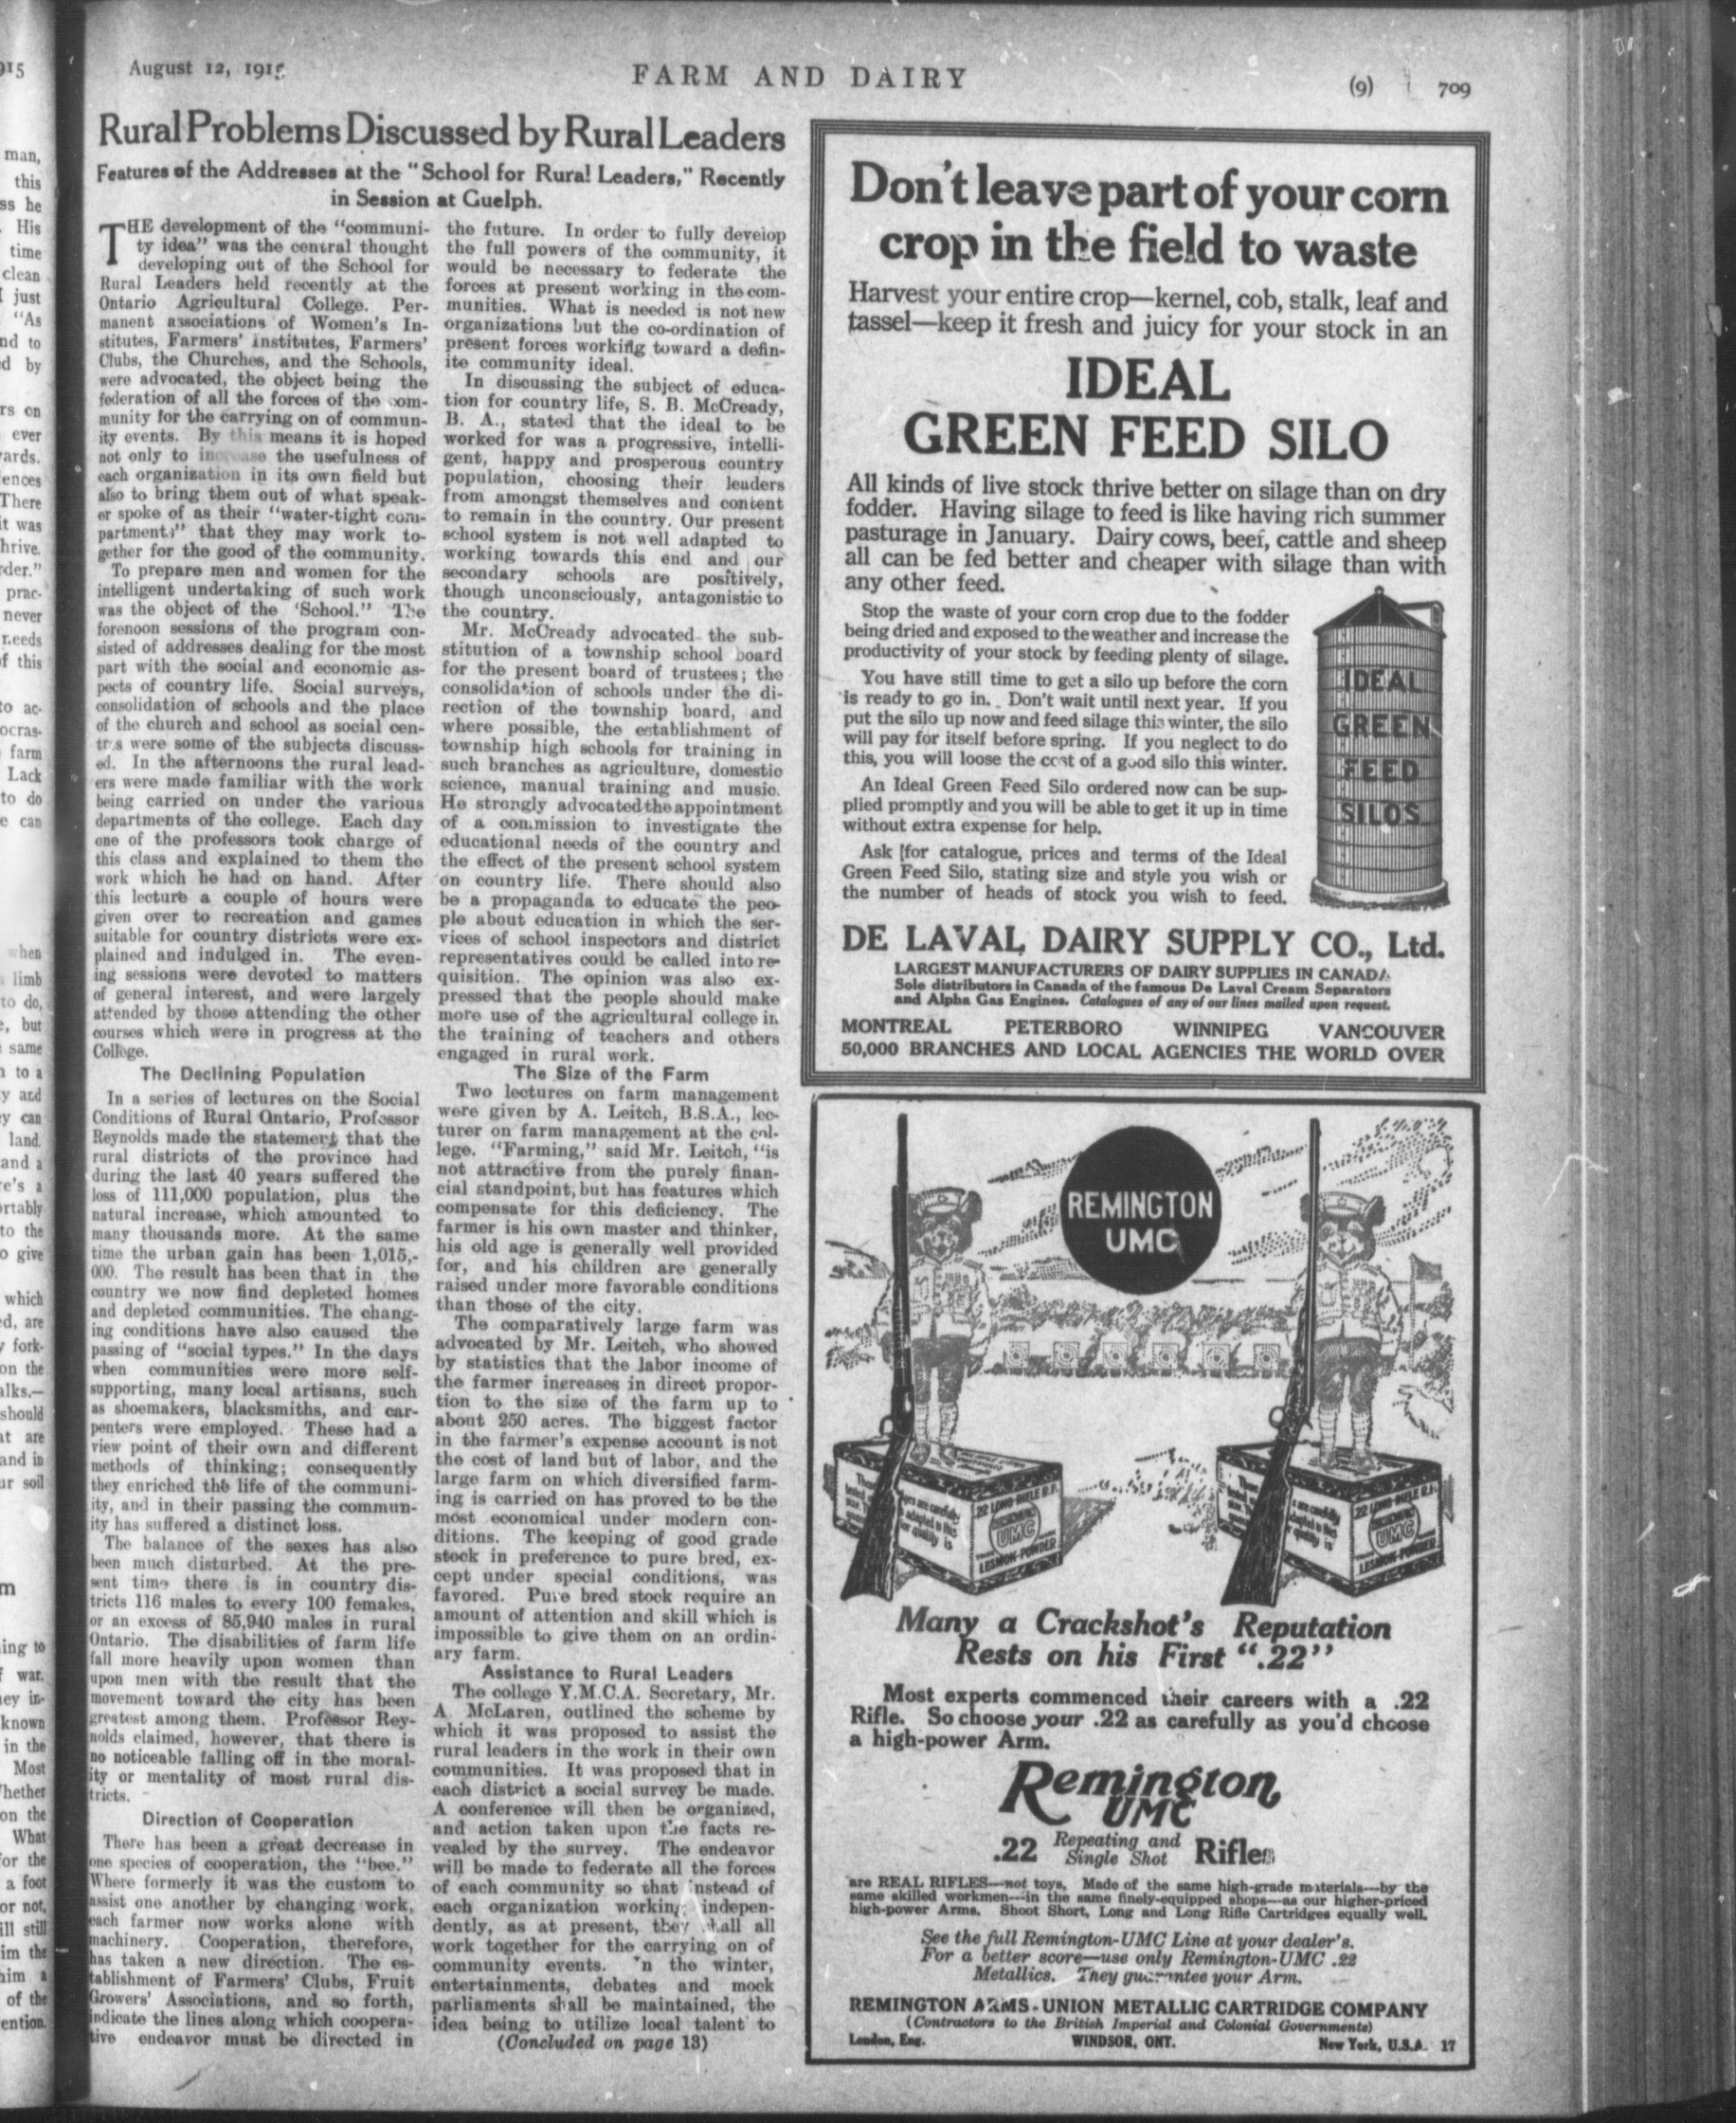 August 12, 1915
FARM AND DAIRY
(9) 709
Rural Problems Discussed by Rural Leaders
Features of the Addresses at the "School for Rural Leaders," Recently
in Session at Guelph.
THE development of the "communi-
ty idea" was the central thought
developing out of the School for
Rural Leaders held recently at the
Ontario Agricultural College. Per-
manent associations of Women's In-
stitutes, Farmers' institutes, Farmers'
Clubs, the Churches, and the Schools,
were advocated, the object being the
federation of all the forces of the com-
munity for the carrying on of commun-
ity events. By this means it is hoped
not only to increase the usefulness of
each organization in its own field but
also to bring them out of what speak-
er spoke of as their "water-tight com-
partments" that they may work to-
gether for the good of the community.
To prepare men and women for the
intelligent undertaking of such work
was the object of the 'School." The
forenoon sessions of the program con-
sisted of addresses dealing for the most
part with the social and economic as-
pects of country life. Social surveys,
consolidation of schools and the place
of the church and school as social cen-
tres were some of the subjects discuss-
ed. In the afternoons the rural lead-
ers were made familiar with the work
being carried on under the various
departments of the college. Each day
one of the professors took charge of
this class and explained to them the
work which he had on hand. After
this lecture a couple of hours were
given over to recreation and games
suitable for country districts were ex-
plained and indulged in. The even-
ing sessions were devoted to matters
of general interest, and were largely
attended by those attending the other
courses which were in progress at the
College.
The Declining Population
In a series of lectures on the Social
Conditions of Rural Ontario, Professor
Reynolds made the statement that the
rural districts of the province had
during the last 40 years suffered the
loss of 111,000 population, plus the
natural increase, which amounted to
many thousands more. At the same
time the urban gain has been 1,015,-
000. The result has been that in the
country we now find depleted homes
and depleted communities. The chang-
ing conditions have also caused the
passing of "social types." In the days
when communities were more self-
supporting, many local artisans, such
as shoemakers, blacksmiths, and car-
penters were employed. These had a
view point of their own and different
methods of thinking; consequently
they enriched the life of the communi-
ity, and in their passing the commun-
ity has suffered a distinct loss.
The balance of the sexes has also
been much disturbed. At the pre-
sent time there is in country dis-
tricts 116 males to every 100 females,
or an excess of 85,940 males in rural
Ontario. The disabilities of farm life
fall more heavily upon women than
upon men with the result that the
movement toward the city has been
greatest among them. Professor Rey-
nolds claimed, however, that there is
no noticeable falling off in the moral-
ity or mentality of most rural dis-
tricts.
Direction of Cooperation
There has been a great decrease in
one species of cooperation, the "bee."
Where formerly it was the custom to
assist one another by changing work,
each farmer now works alone with
machinery. Cooperation, therefore,
has taken a new direction. The es-
tablishment of Farmers' Clubs, Fruit
Growers' Associations, and so forth,
indicate the lines along which coopera-
tive endeavor must be directed in
the future. In order to fully develop
the full powers of the community, it
would be necessary to federate the
forces at present working in the com-
munities. What is needed is not new
organizations but the co-ordination of
present forces working toward a defin-
ite community ideal.
In discussing the subject of educa-
tion for country life, S. B. McCready,
B. A., stated that the ideal to be
worked for was a progressive, intelli-
gent, happy and prosperous country
population, choosing their leaders
from amongst themselves and content
to remain in the country. Our present
school system is not well adapted to
working towards this end and our
secondary schools are positively,
though unconsciously, antagonistic to
the country.
Mr. McCready advocated the sub-
stitution of a township school board
for the present board of trustees; the
consolidation of schools under the di-
rection of the township board, and
where possible, the establishment of
township high schools for training in
such branches as agriculture, domestic
science, manual training and music.
He strongly advocated the appointment
of a commission to investigate the
educational needs of the country and
the effect of the present school system
on country life. There should also
be a propaganda to educate the peo-
ple about education in which the ser-
vices of school inspectors and district
representatives could be called into re-
quisition. The opinion was also ex-
pressed that the people should make
more use of the agricultural college in
the training of teachers and others
engaged in rural work.
The Size of the Farm
Two lectures on farm management
were given by A. Leitch, B.S.A., lec-
turer on farm management at the col-
lege. "Farming," said Mr. Leitch, "is
not attractive from the purely finan-
cial standpoint, but has features which
compensate for this deficiency. The
farmer is his own master and thinker,
his old age is generally well provided
for, and his children are generally
raised under more favorable conditions
than those of the city.
The comparatively large farm was
advocated by Mr. Leitch, who showed
by statistics that the labor income of
the farmer increases in direct propor-
tion to the size of the farm up to
about 250 acres. The biggest factor
in the farmer's expense account is not
the cost of land but of labor, and the
large farm on which diversified farm-
ing is carried on has proved to be the
most economical under modern con-
ditions. The keeping of good grade
stock in preference to pure bred, ex-
cept under special conditions, was
favored. Pure bred stock require an
amount of attention and skill which is
impossible to give them on an ordin-
ary farm.
Assistance to Rural Leaders
The college Y.M.C.A. Secretary, Mr.
A. McLaren, outlined the scheme by
which it was proposed to assist the
rural leaders in the work in their own
communities. It was proposed that in
each district a social survey be made.
A conference will then be organized,
and action taken upon the facts re-
vealed by the survey. The endeavor
will be made to federate all the forces
of each community so that instead of
each organization working indepen-
dently, as at present, they shall all
work together for the carrying on of
community events. In the winter,
entertainments, debates and mock
parliaments shall be maintained, the
idea being to utilize local talent to
(Concluded on page 13)
Don't leave part of your corn
crop in the field to waste
Harvest your entire crop—kernel, cob, stalk, leaf and
tassel—keep it fresh and juicy for your stock in an
IDEAL
GREEN FEED SILO
All kinds of live stock thrive better on silage than on dry
fodder. Having silage to feed is like having rich summer
pasturage in January. Dairy cows, beef, cattle and sheep
all can be fed better and cheaper with silage than with
any other feed.
Stop the waste of your corn crop due to the fodder
being dried and exposed to the weather and increase the
productivity of your stock by feeding plenty of silage.
You have still time to get a silo up before the corn
is ready to go in. Don't wait until next year. If you
put the silo up now and feed silage this winter, the silo
will pay for itself before spring. If you neglect to do
this, you will loose the cost of a good silo this winter.
An Ideal Green Feed Silo ordered now can be sup-
plied promptly and you will be able to get it up in time
without extra expense for help.
Ask for catalogue, prices and terms of the Ideal
Green Feed Silo, stating size and style you wish or
the number of heads of stock you wish to feed.
IDEAL
GREEN
FEED
SILOS
DE LAVAL DAIRY SUPPLY CO., Ltd.
LARGEST MANUFACTURERS OF DAIRY SUPPLIES IN CANADA
Sole distributors in Canada of the famous De Laval Cream Separators
and Alpha Gas Engines. Catalogues of any of our lines mailed upon request.
MONTREAL PETERBORO WINNIPEG VANCOUVER
50,000 BRANCHES AND LOCAL AGENCIES THE WORLD OVER
REMINGTON
UMC
22 LONG-RIFLE R.F.
UMC
LESMOK-POWDER
22 LONG-RIFLE R.F.
UMC
LESMOK-POWDER
Many a Crackshot's Reputation
Rests on his First ".22"
Most experts commenced their careers with a .22
Rifle. So choose your .22 as carefully as you'd choose
a high-power Arm.
Remington
UMC
.22 Repeating and Single Shot Rifles
are REAL RIFLES—not toys. Made of the same high-grade materials—by the
same skilled workmen—in the same finely-equipped shops—as our higher-priced
high-power Arms. Shoot Short, Long and Long Rifle Cartridges equally well.
See the full Remington-UMC Line at your dealer's.
For a better score—use only Remington-UMC .22
Metallics. They guarantee your Arm.
REMINGTON ARMS-UNION METALLIC CARTRIDGE COMPANY
(Contractors to the British Imperial and Colonial Governments)
London, Eng. WINDSOR, ONT. New York, U.S.A. 17